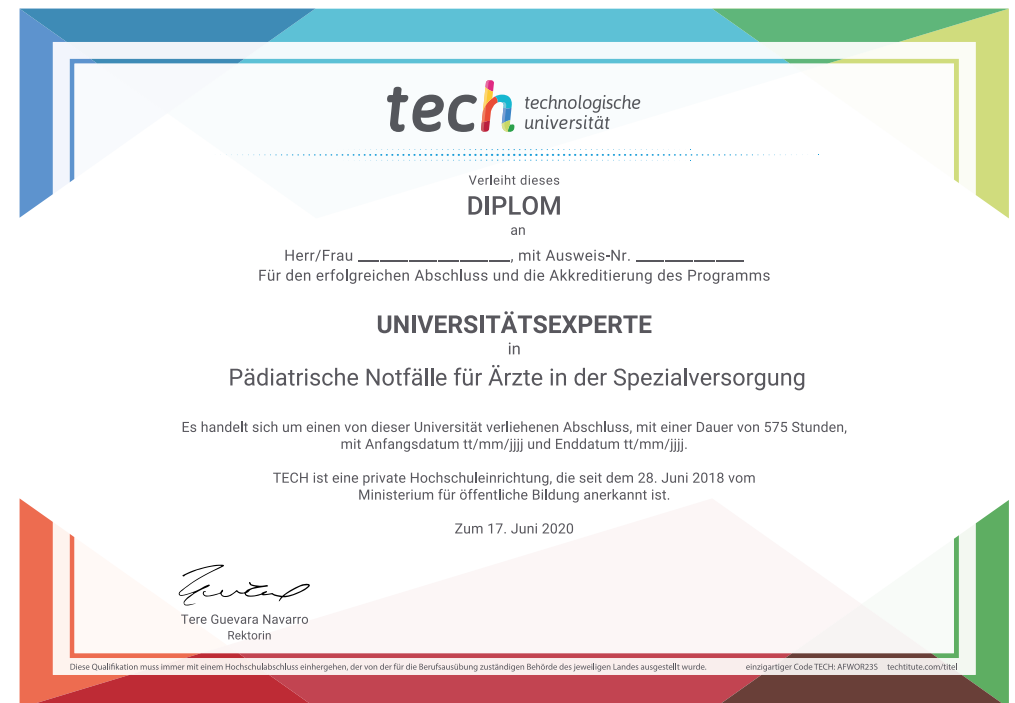 tech technologische
universität
Verleiht dieses
DIPLOM
an
Herr/Frau __________________, mit Ausweis-Nr. ____________
Für den erfolgreichen Abschluss und die Akkreditierung des Programms
UNIVERSITÄTSEXPERTE
in
Pädiatrische Notfälle für Ärzte in der Spezialversorgung
Es handelt sich um einen von dieser Universität verliehenen Abschluss, mit einer Dauer von 575 Stunden,
mit Anfangsdatum tt/mm/jjjj und Enddatum tt/mm/jjjj.
TECH ist eine private Hochschuleinrichtung, die seit dem 28. Juni 2018 vom
Ministerium für öffentliche Bildung anerkannt ist.
Zum 17. Juni 2020
Tere Guevara Navarro
Rektorin
Diese Qualifikation muss immer mit einem Hochschulabschluss einhergehen, der von der für die Berufsausübung zuständigen Behörde des jeweiligen Landes ausgestellt wurde. einzigartiger Code TECH: AFWOR23S techtitute.com/titel